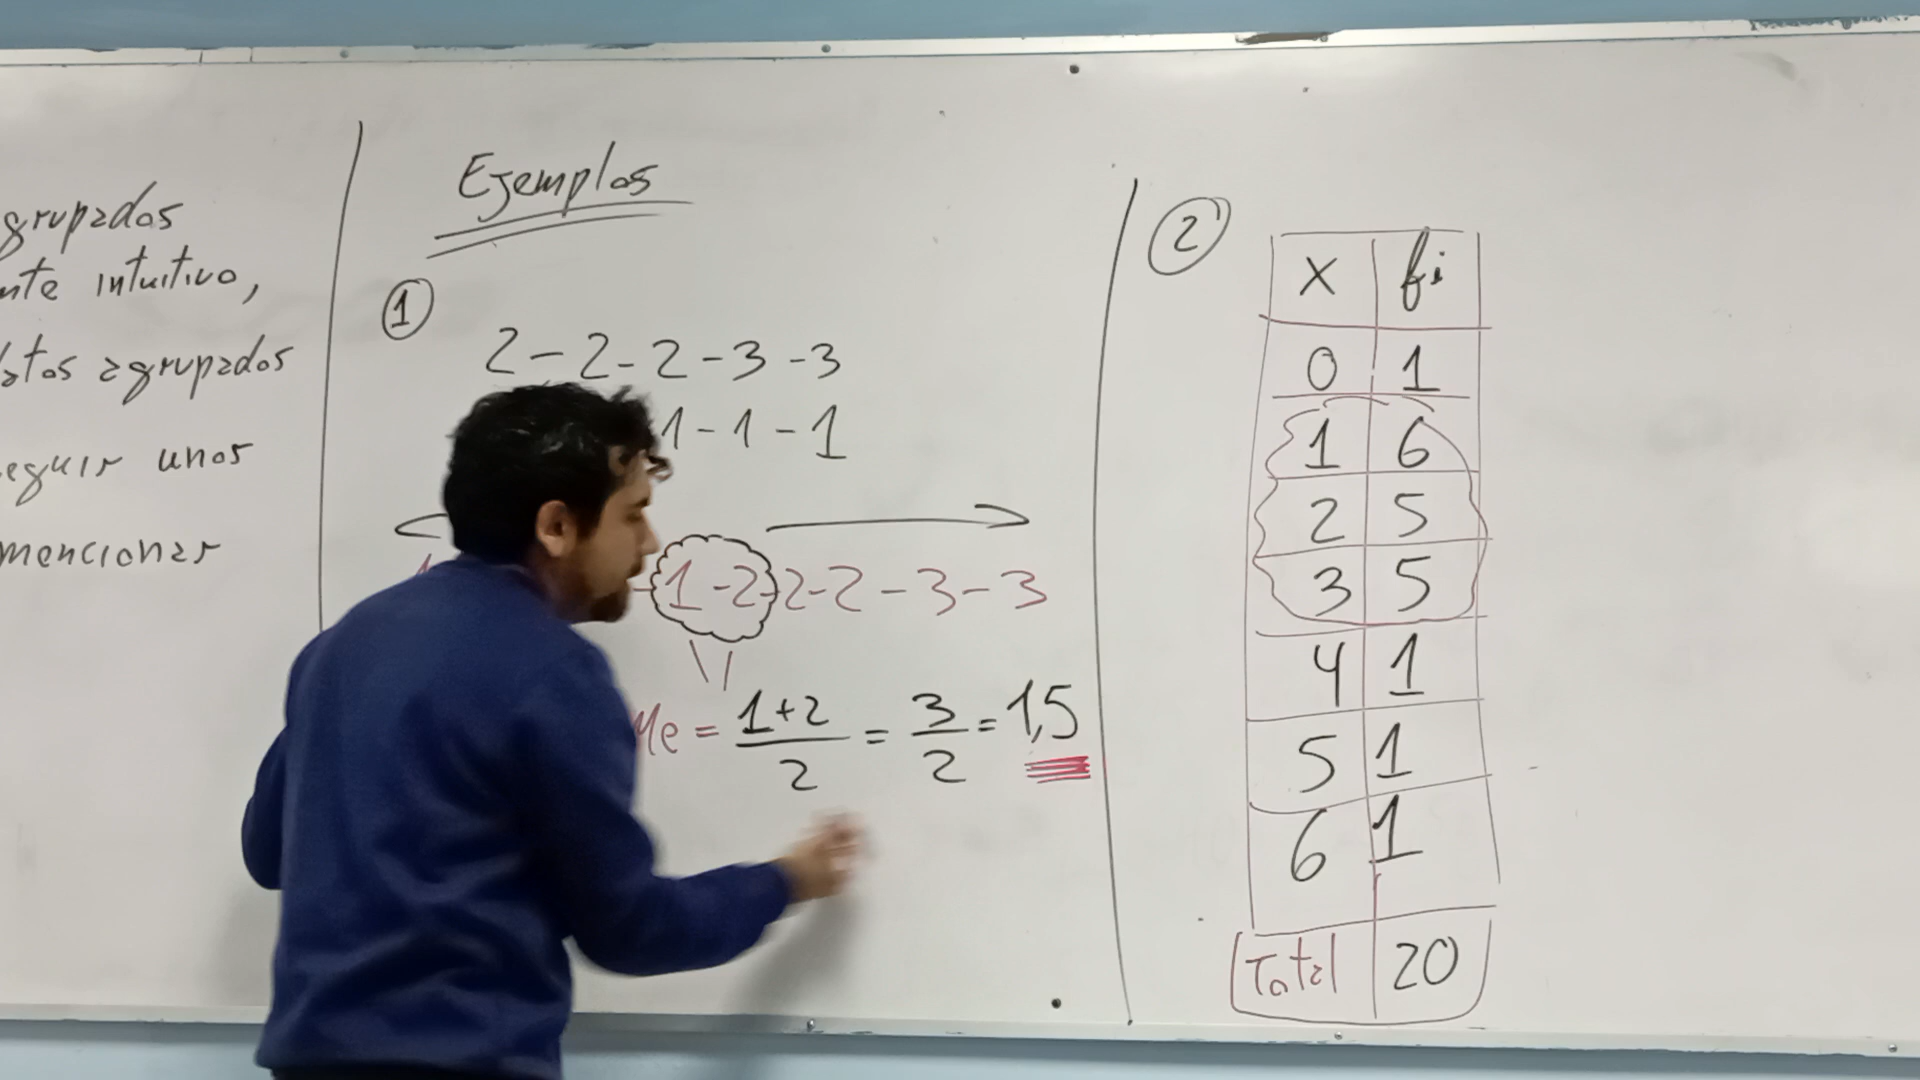 grupados
nte intuitivo,
atos agrupados
eguir unos
mencionar
Ejemplos
1
2 - 2 - 2 - 3 - 3
1 - 1 - 1
- 1 - 2 - 2 - 2 - 3 - 3
Me = 1+2/2 = 3/2 = 1,5
2
x fi
0 1
1 6
2 5
3 5
4 1
5 1
6 1
Total 20